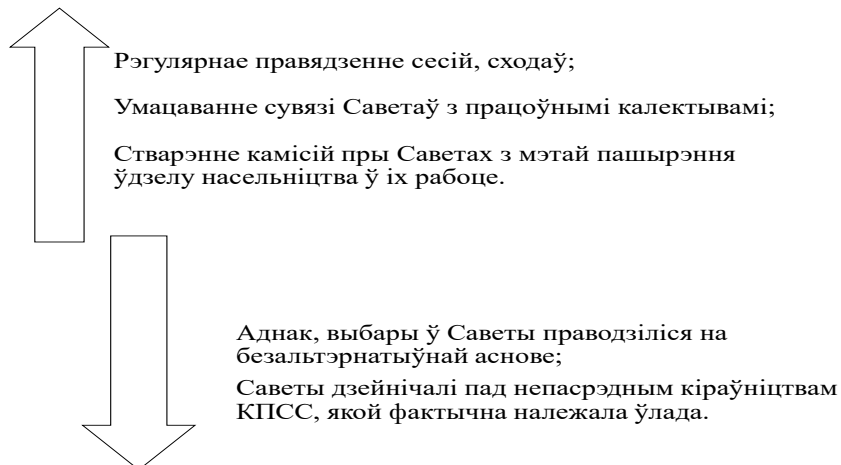 Рэгулярнае правядзенне сесій, сходаў;
Умацаванне сувязі Саветаў з працоўнымі калектывамі;
Стварэнне камісій пры Саветах з мэтай пашырэння
ўдзелу насельніцтва ў іх рабоце.
Аднак, выбары ў Саветы праводзіліся на
безальтэрнатыўнай аснове;
Саветы дзейнічалі пад непасрэдным кіраўніцтвам
КПСС, якой фактычна належала ўлада.